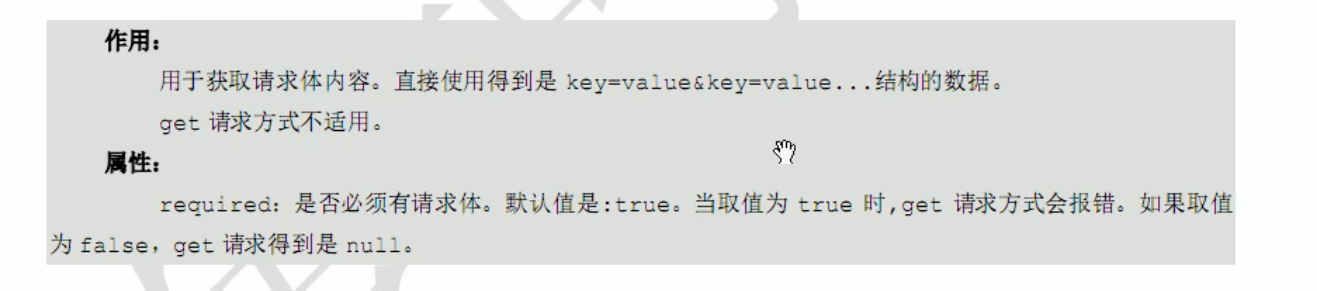 作用：
用于获取请求体内容。直接使用得到是 key=value&key=value...结构的数据。
get 请求方式不适用。
属性：
required：是否必须有请求体。默认值是:true。当取值为 true 时,get 请求方式会报错。如果取值
为 false，get 请求得到是 null。